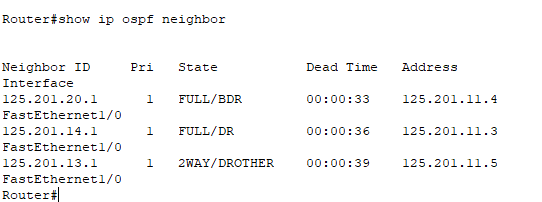 Router#show ip ospf neighbor
Neighbor ID Pri State Dead Time Address
Interface
125.201.20.1 1 FULL/BDR 00:00:33 125.201.11.4
FastEthernet1/0
125.201.14.1 1 FULL/DR 00:00:36 125.201.11.3
FastEthernet1/0
125.201.13.1 1 2WAY/DROTHER 00:00:39 125.201.11.5
FastEthernet1/0
Router#